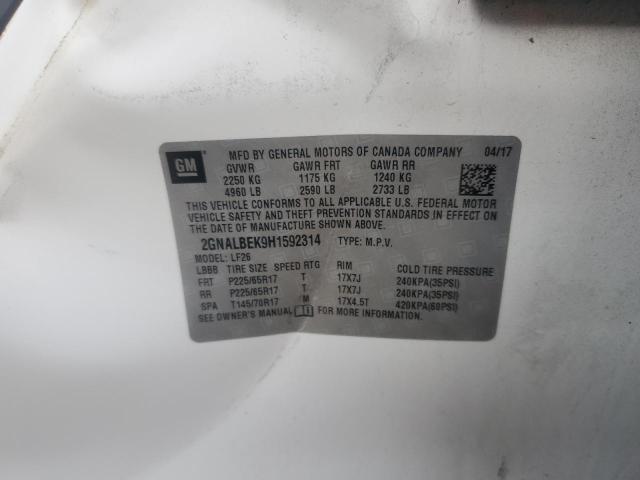 GM MFD BY GENERAL MOTORS OF CANADA COMPANY 04/17
GVWR GAWR FRT GAWR RR
2250 KG 1175 KG 1240 KG
4960 LB 2590 LB 2733 LB
THIS VEHICLE CONFORMS TO ALL APPLICABLE U.S. FEDERAL MOTOR
VEHICLE SAFETY AND THEFT PREVENTION STANDARDS IN EFFECT ON
THE DATE OF MANUFACTURE SHOWN ABOVE.
2GNALBEK9H1592314 TYPE: M.P.V.
MODEL: LF26
LBBB TIRE SIZE SPEED RTG RIM COLD TIRE PRESSURE
FRT P225/65R17 T 17X7J 240KPA(35PSI)
RR P225/65R17 T 17X7J 240KPA(35PSI)
SPA T145/70R17 M 17X4.5T 420KPA(60PSI)
SEE OWNER'S MANUAL FOR MORE INFORMATION.